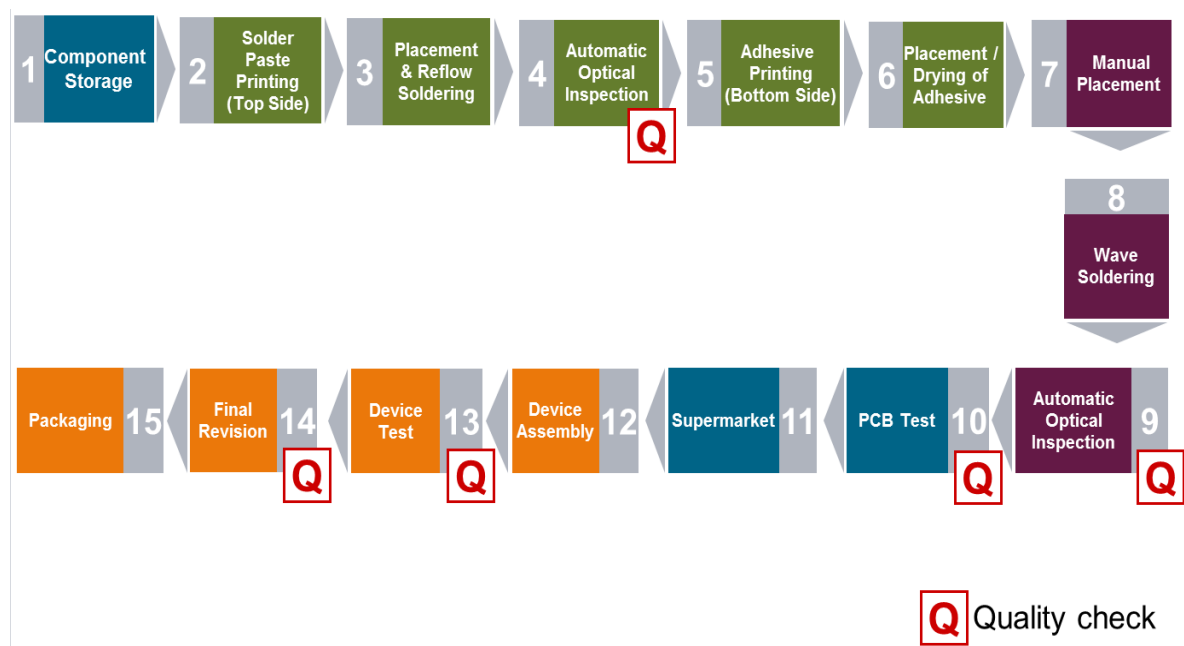 1
Component
Storage
2
Solder
Paste
Printing
(Top Side)
3
Placement
& Reflow
Soldering
4
Automatic
Optical
Inspection
Q
5
Adhesive
Printing
(Bottom Side)
6
Placement /
Drying of
Adhesive
7
Manual
Placement
8
Wave
Soldering
Automatic
Optical
Inspection
9
Q
PCB Test
10
Q
Supermarket
11
Device
Assembly
12
Device
Test
13
Q
Final
Revision
14
Q
Packaging
15
Q Quality check